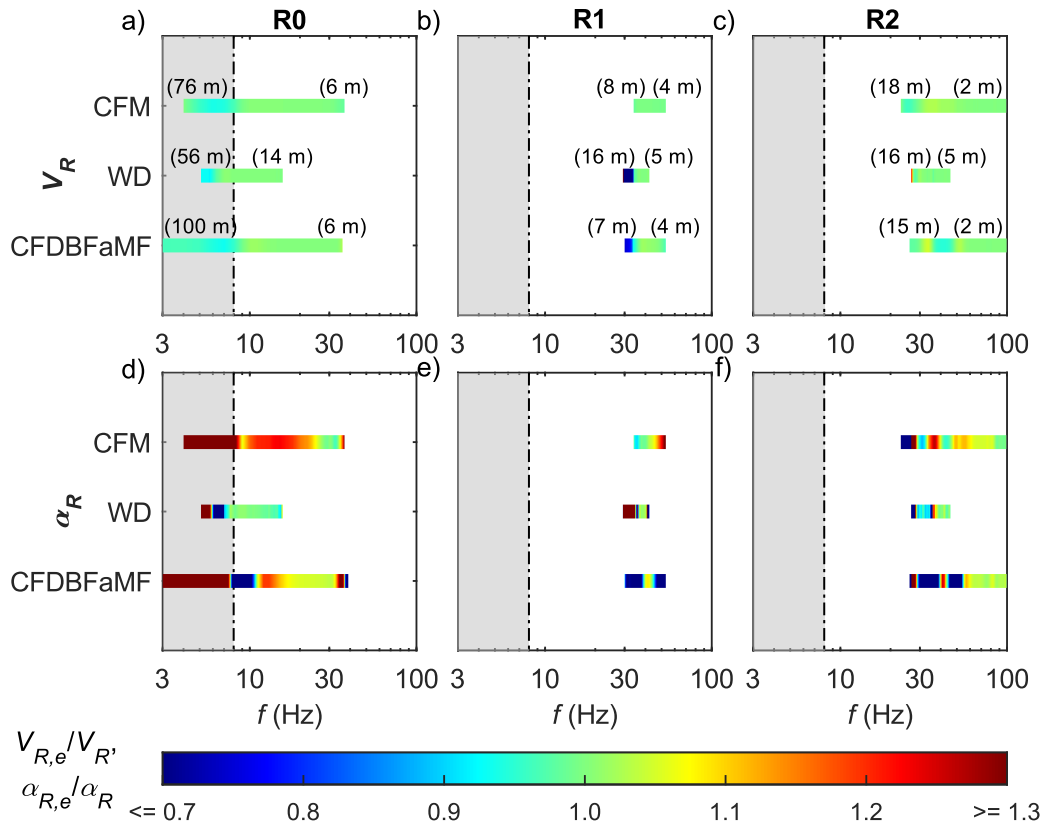 a) R0 b) R1 c) R2
(76 m) (6 m) (8 m) (4 m) (18 m) (2 m)
CFM
(56 m) (14 m) (16 m) (5 m) (16 m) (5 m)
V_R WD
(100 m) (6 m) (7 m) (4 m) (15 m) (2 m)
CFDBFaMF
3 10 30 100 3 10 30 100 3 10 30 100
d) e) f)
CFM
α_R WD
CFDBFaMF
3 10 30 100 3 10 30 100 3 10 30 100
f (Hz) f (Hz) f (Hz)
V_{R,e}/V_R,
α_{R,e}/α_R
<= 0.7 0.8 0.9 1.0 1.1 1.2 >= 1.3